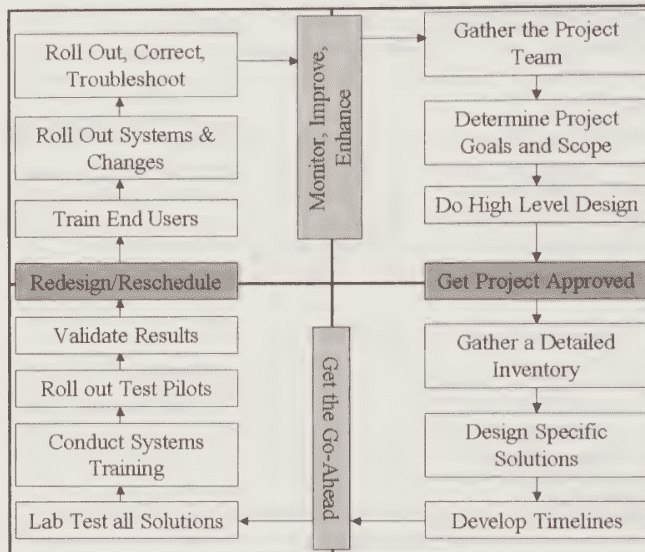 Gather the Project
Team
Determine Project
Goals and Scope
Do High Level Design
Get Project Approved
Gather a Detailed
Inventory
Design Specific
Solutions
Develop Timelines
Get the Go-Ahead
Lab Test all Solutions
Conduct Systems
Training
Roll out Test Pilots
Validate Results
Redesign/Reschedule
Train End Users
Roll Out Systems &
Changes
Roll Out, Correct,
Troubleshoot
Monitor, Improve,
Enhance